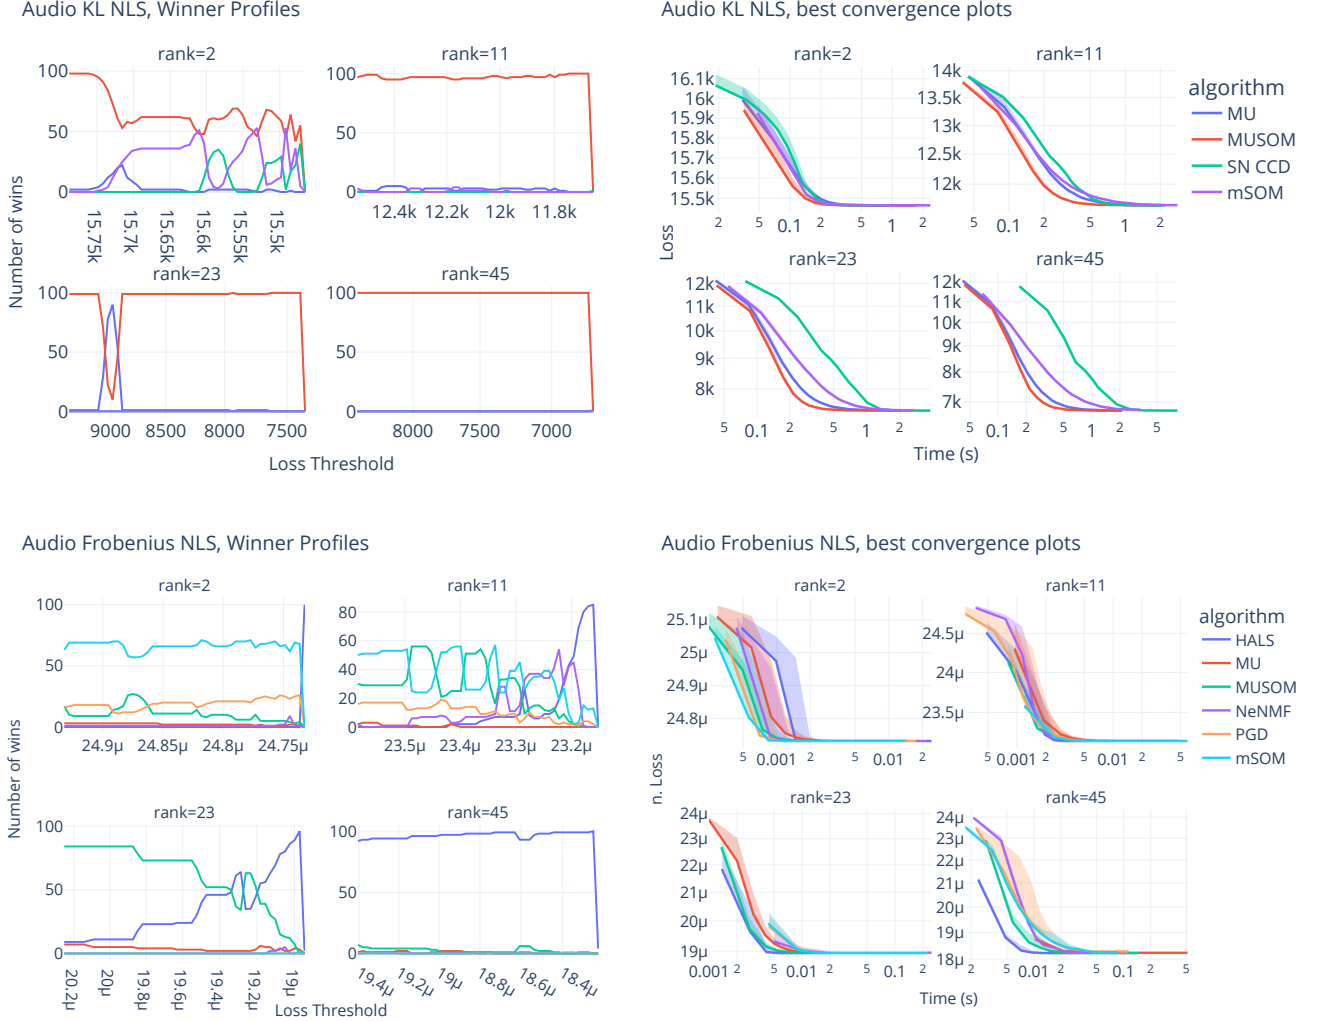 Audio KL NLS, Winner Profiles
rank=2
rank=11
100
50
0
100
50
0
15.75k
15.7k
15.65k
15.6k
15.55k
15.5k
12.4k
12.2k
12k
11.8k
rank=23
rank=45
100
50
0
100
50
0
9000
8500
8000
7500
8000
7500
7000
Number of wins
Loss Threshold
Audio KL NLS, best convergence plots
rank=2
rank=11
16.1k
16k
15.9k
15.8k
15.7k
15.6k
15.5k
14k
13.5k
13k
12.5k
12k
2
5
0.1
2
5
1
2
5
0.1
2
5
1
2
rank=23
rank=45
12k
11k
10k
9k
8k
12k
11k
10k
9k
8k
7k
5
0.1
2
5
1
2
5
0.1
2
5
1
2
5
Loss
Time (s)
algorithm
MU
MUSOM
SN CCD
mSOM
Audio Frobenius NLS, Winner Profiles
rank=2
rank=11
100
50
0
80
60
40
20
0
24.9μ
24.85μ
24.8μ
24.75μ
23.5μ
23.4μ
23.3μ
23.2μ
rank=23
rank=45
100
50
0
100
50
0
20.2μ
20μ
19.8μ
19.6μ
19.4μ
19.2μ
19μ
19.4μ
19.2μ
19μ
18.8μ
18.6μ
18.4μ
Number of wins
Loss Threshold
Audio Frobenius NLS, best convergence plots
rank=2
rank=11
25.1μ
25μ
24.9μ
24.8μ
24.5μ
24μ
23.5μ
5
0.001
2
5
0.01
2
5
0.001
2
5
0.01
2
5
rank=23
rank=45
24μ
23μ
22μ
21μ
20μ
19μ
24μ
23μ
22μ
21μ
20μ
19μ
18μ
0.001
2
5
0.01
2
5
0.1
2
2
5
0.01
2
5
0.1
2
5
n. Loss
Time (s)
algorithm
HALS
MU
MUSOM
NeNMF
PGD
mSOM